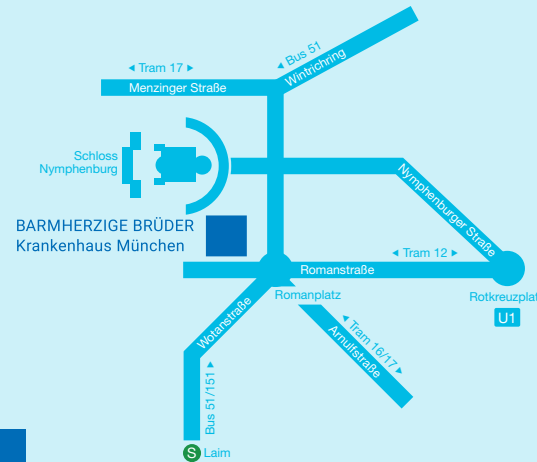 ◄ Bus 51
Wintrichring
◄ Tram 17 ►
Menzinger Straße
Schloss
Nymphenburg
Nymphenburger Straße
BARMHERZIGE BRÜDER
Krankenhaus München
◄ Tram 12 ►
Romanstraße
Romanplatz
Rotkreuzplat
U1
Wotanstraße
◄ Tram 16/17 ►
Arnulfstraße
Bus 51/151 ►
S Laim